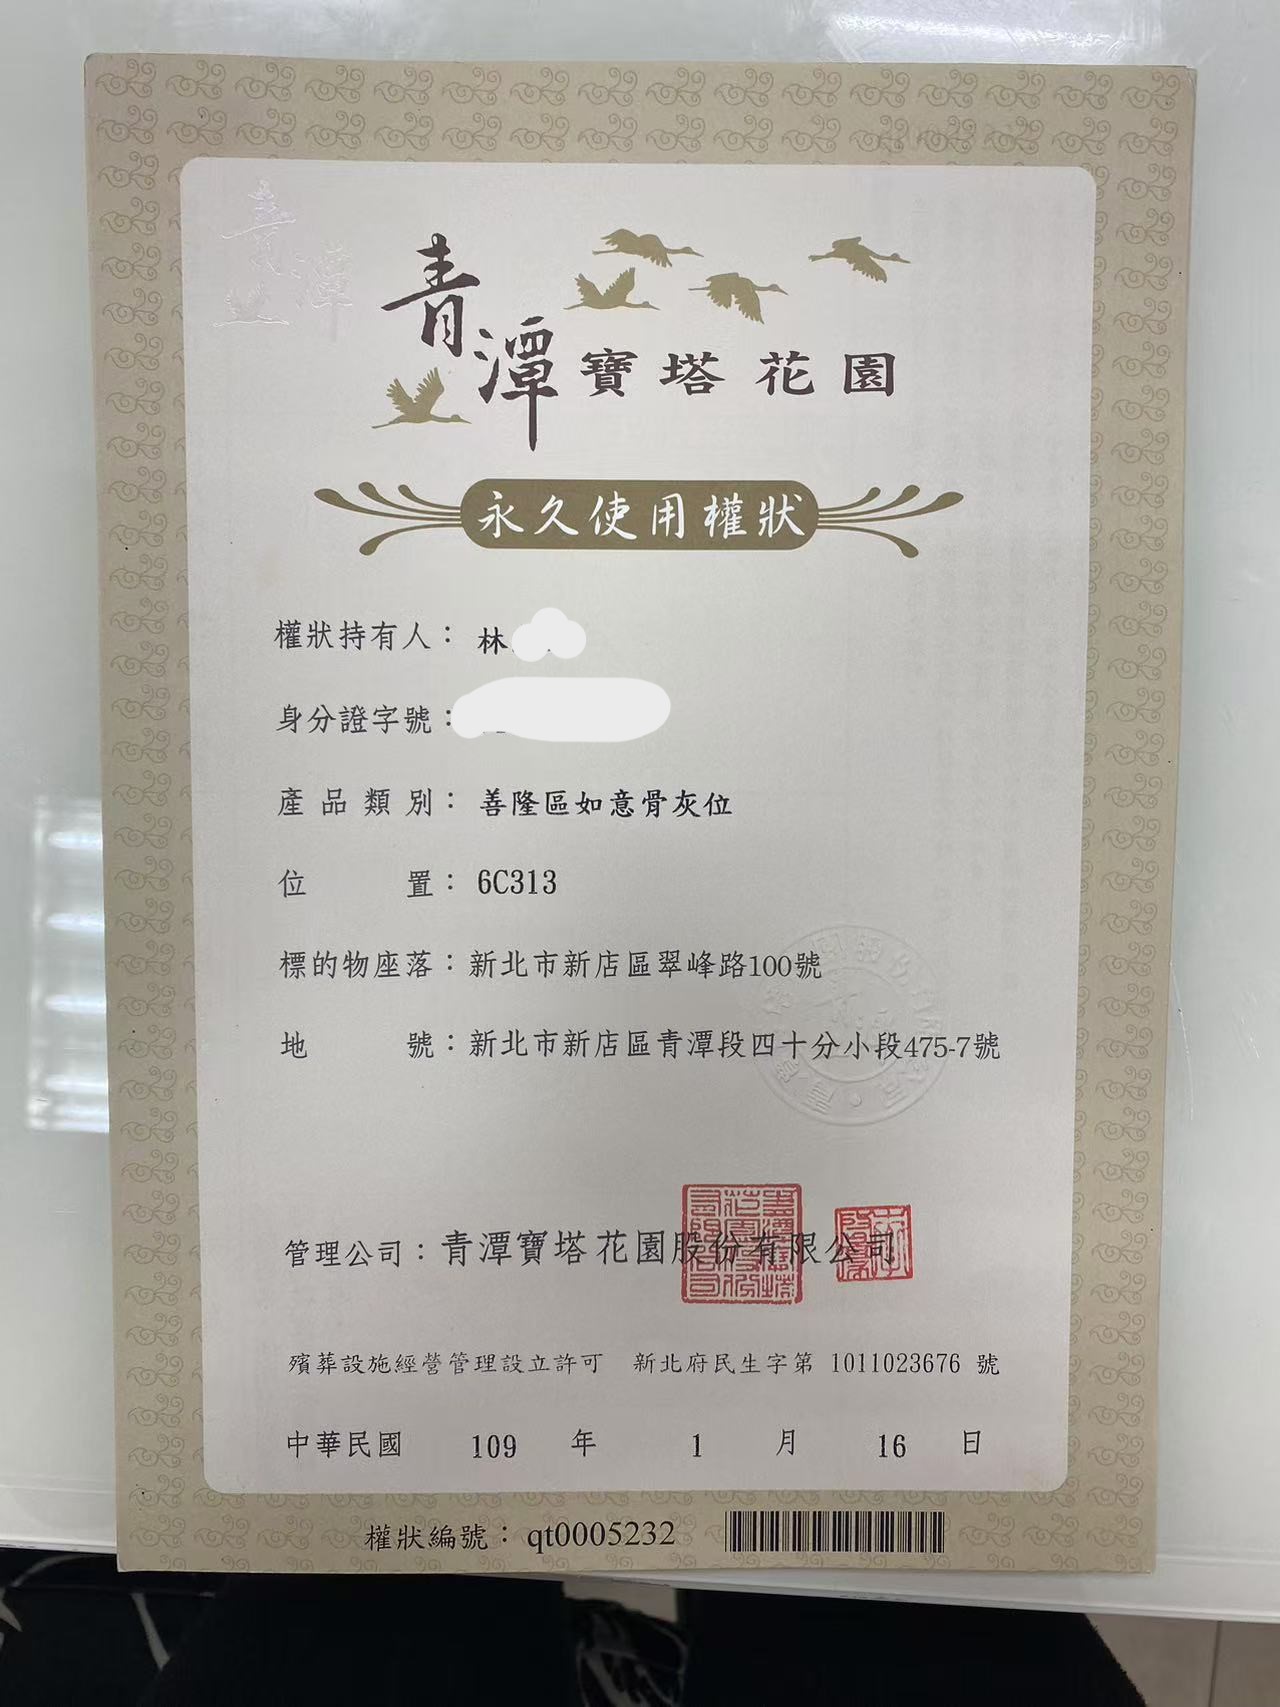 青潭
青潭寶塔花園
永久使用權狀
權狀持有人：林
身分證字號：
產品類別：善隆區如意骨灰位
位置：6C313
標的物座落：新北市新店區翠峰路100號
地號：新北市新店區青潭段四十分小段475-7號
管理公司：青潭寶塔花園股份有限公司
殯葬設施經營管理設立許可 新北府民生字第 1011023676 號
中華民國 109 年 1 月 16 日
權狀編號：qt0005232